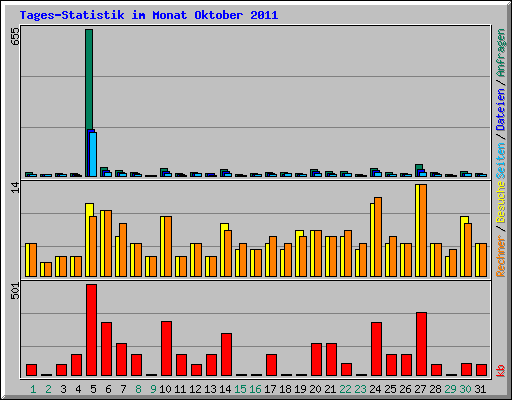 Tages-Statistik im Monat Oktober 2011
655
14
501
Rechner / Besuche Seiten / Dateien / Anfragen
kb
1 2 3 4 5 6 7 8 9 10 11 12 13 14 15 16 17 18 19 20 21 22 23 24 25 26 27 28 29 30 31